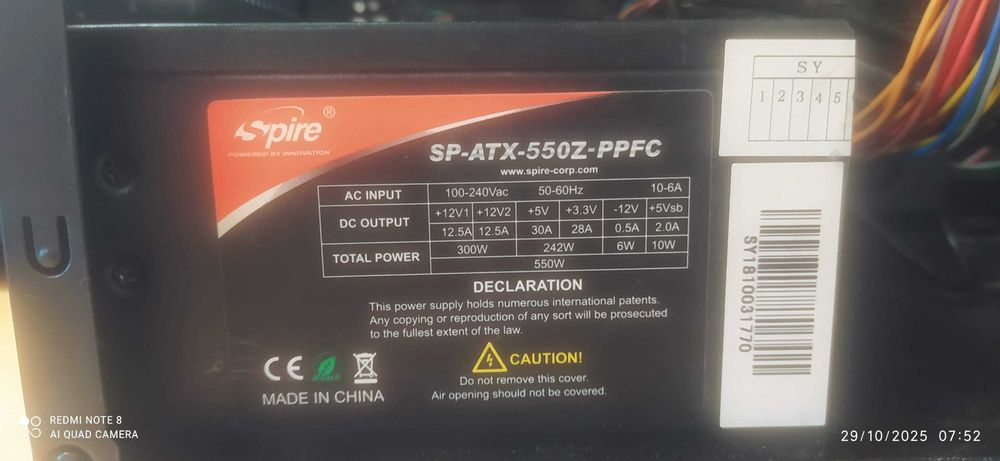 Spire®
POWERED BY INNOVATION
SP-ATX-550Z-PPFC
www.spire-corp.com
AC INPUT 100-240Vac 50-60Hz 10-6A
DC OUTPUT +12V1 +12V2 +5V +3.3V -12V +5Vsb
12.5A 12.5A 30A 28A 0.5A 2.0A
TOTAL POWER 300W 242W 6W 10W
550W
DECLARATION
This power supply holds numerous international patents.
Any copying or reproduction of any sort will be prosecuted
to the fullest extent of the law.
CE
RoHS
CAUTION!
Do not remove this cover.
Air opening should not be covered.
MADE IN CHINA
SY
1 2 3 4 5
SY1810031770
REDMI NOTE 8
AI QUAD CAMERA
29/10/2025 07:52